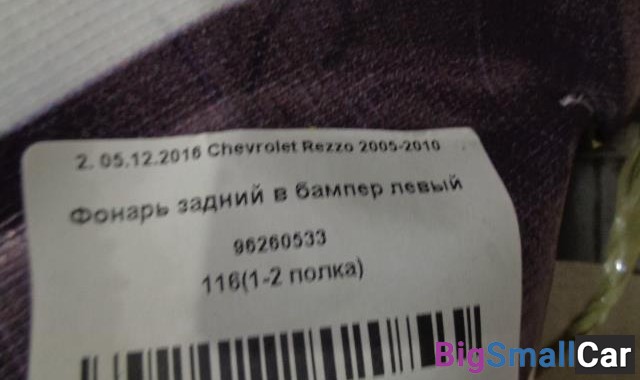 2. 05.12.2016 Chevrolet Rezzo 2005-2010
Фонарь задний в бампер левый
96260533
116(1-2 полка)
BigSmallCar